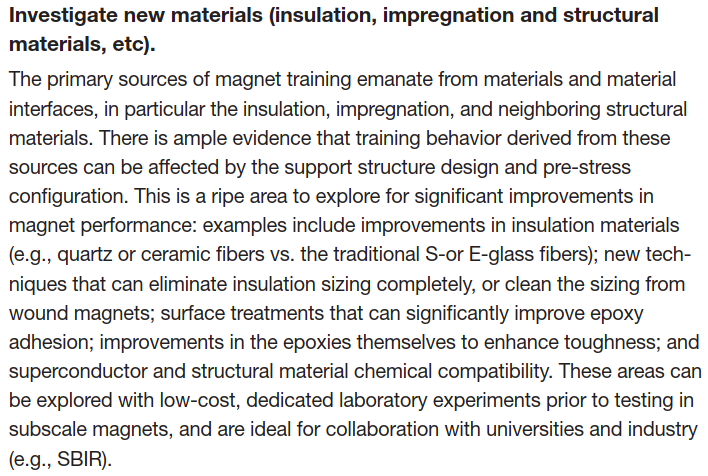 Investigate new materials (insulation, impregnation and structural
materials, etc).
The primary sources of magnet training emanate from materials and material
interfaces, in particular the insulation, impregnation, and neighboring structural
materials. There is ample evidence that training behavior derived from these
sources can be affected by the support structure design and pre-stress
configuration. This is a ripe area to explore for significant improvements in
magnet performance: examples include improvements in insulation materials
(e.g., quartz or ceramic fibers vs. the traditional S-or E-glass fibers); new tech-
niques that can eliminate insulation sizing completely, or clean the sizing from
wound magnets; surface treatments that can significantly improve epoxy
adhesion; improvements in the epoxies themselves to enhance toughness; and
superconductor and structural material chemical compatibility. These areas can
be explored with low-cost, dedicated laboratory experiments prior to testing in
subscale magnets, and are ideal for collaboration with universities and industry
(e.g., SBIR).